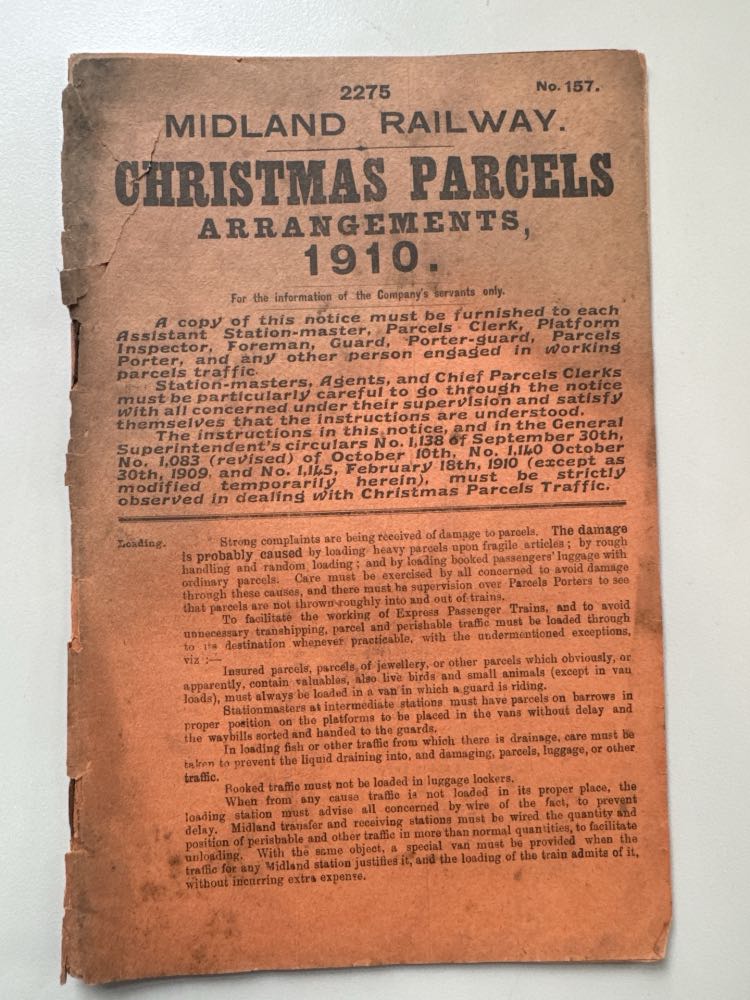 2275
No. 157.
MIDLAND RAILWAY.
CHRISTMAS PARCELS
ARRANGEMENTS,
1910.
For the information of the Company's servants only.
A copy of this notice must be furnished to each
Assistant Station-master, Parcels Clerk, Platform
Inspector, Foreman, Guard, Porter-guard, Parcels
Porter, and any other person engaged in working
parcels traffic.
Station-masters, Agents, and Chief Parcels Clerks
must be particularly careful to go through the notice
with all concerned under their supervision and satisfy
themselves that the instructions are understood.
The instructions in this notice, and in the General
Superintendent's circulars No. 1,138 of September 30th,
No. 1,083 (revised) of October 10th, No. 1,140 October
30th, 1909, and No. 1,145, February 18th, 1910 (except as
modified temporarily herein), must be strictly
observed in dealing with Christmas Parcels Traffic.
Loading. Strong complaints are being received of damage to parcels. The damage
is probably caused by loading heavy parcels upon fragile articles; by rough
handling and random loading; and by loading booked passengers' luggage with
ordinary parcels. Care must be exercised by all concerned to avoid damage
through these causes, and there must be supervision over Parcels Porters to see
that parcels are not thrown roughly into and out of trains.
To facilitate the working of Express Passenger Trains, and to avoid
unnecessary transhipping, parcel and perishable traffic must be loaded through
to its destination whenever practicable, with the undermentioned exceptions,
viz :—
Insured parcels, parcels of jewellery, or other parcels which obviously, or
apparently, contain valuables, also live birds and small animals (except in van
loads), must always be loaded in a van in which a guard is riding.
Stationmasters at intermediate stations must have parcels on barrows in
proper position on the platforms to be placed in the vans without delay and
the waybills sorted and handed to the guards.
In loading fish or other traffic from which there is drainage, care must be
taken to prevent the liquid draining into, and damaging, parcels, luggage, or other
traffic.
Booked traffic must not be loaded in luggage lockers.
When from any cause traffic is not loaded in its proper place, the
loading station must advise all concerned by wire of the fact, to prevent
delay. Midland transfer and receiving stations must be wired the quantity and
position of perishable and other traffic in more than normal quantities, to facilitate
unloading. With the same object, a special van must be provided when the
traffic for any Midland station justifies it, and the loading of the train admits of it,
without incurring extra expense.